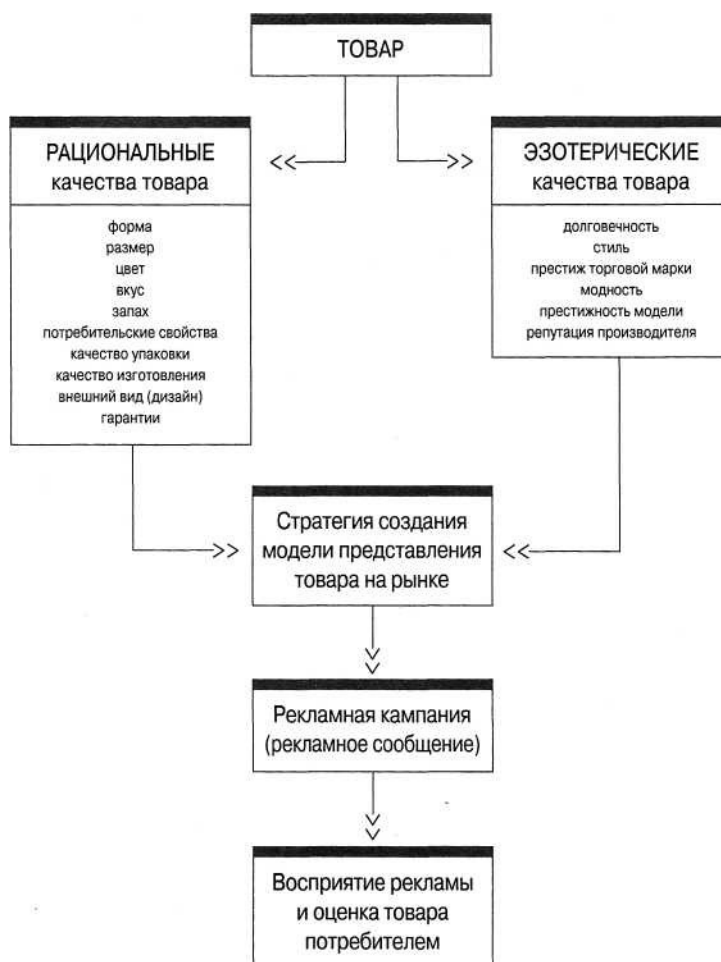 ТОВАР
РАЦИОНАЛЬНЫЕ
качества товара
форма
размер
цвет
вкус
запах
потребительские свойства
качество упаковки
качество изготовления
внешний вид (дизайн)
гарантии
ЭЗОТЕРИЧЕСКИЕ
качества товара
долговечность
стиль
престиж торговой марки
модность
престижность модели
репутация производителя
Стратегия создания
модели представления
товара на рынке
Рекламная кампания
(рекламное сообщение)
Восприятие рекламы
и оценка товара
потребителем